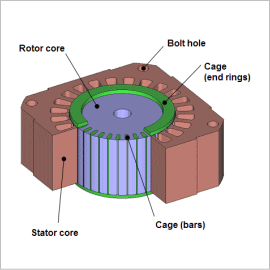 Bolt hole
Rotor core
Cage
(end rings)
Cage (bars)
Stator core